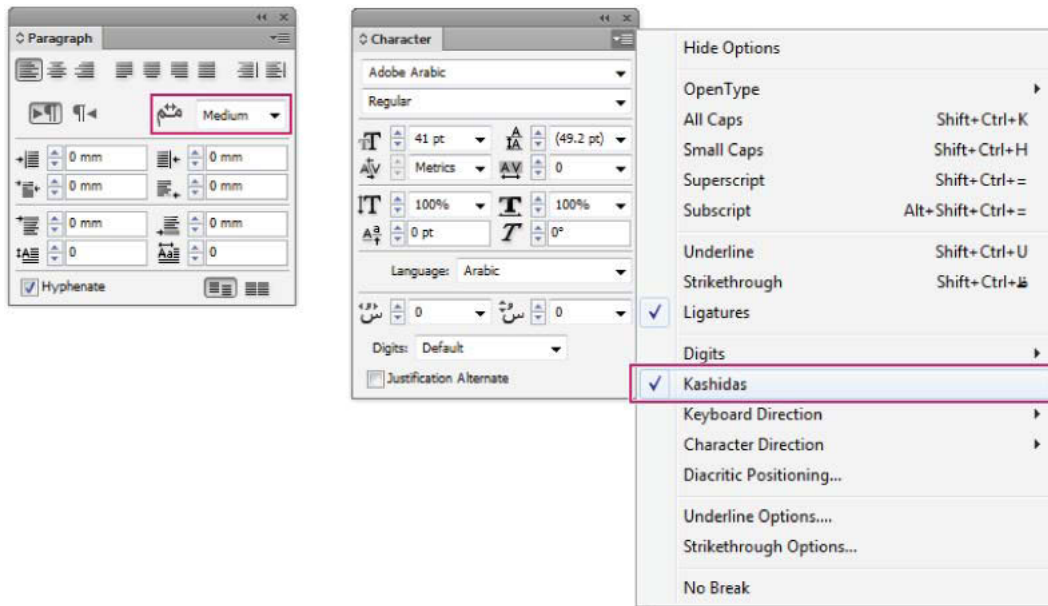 Paragraph
Medium
0 mm
0 mm
0 mm
0 mm
0 mm
0 mm
0
0
Hyphenate
Character
Adobe Arabic
Regular
41 pt
(49.2 pt)
Metrics
0
100%
100%
0 pt
0°
Language: Arabic
0
0
Digits: Default
Justification Alternate
Hide Options
OpenType
All Caps Shift+Ctrl+K
Small Caps Shift+Ctrl+H
Superscript Shift+Ctrl+=
Subscript Alt+Shift+Ctrl+=
Underline Shift+Ctrl+U
Strikethrough Shift+Ctrl+
Ligatures
Digits
Kashidas
Keyboard Direction
Character Direction
Diacritic Positioning...
Underline Options....
Strikethrough Options...
No Break